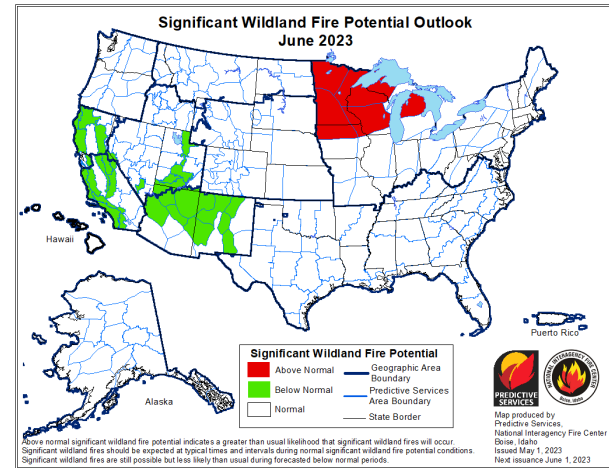 Significant Wildland Fire Potential Outlook
June 2023
Hawaii
Puerto Rico
Alaska
Significant Wildland Fire Potential
Above Normal
Below Normal
Normal
Geographic Area
Boundary
Predictive Services
Area Boundary
State Border
PREDICTIVE
SERVICES
NATIONAL INTERAGENCY FIRE CENTER
Boise, Idaho
Map produced by
Predictive Services,
National Interagency Fire Center
Boise, Idaho
Issued May 1, 2023
Next issuance June 1, 2023
Above normal significant wildland fire potential indicates a greater than usual likelihood that significant wildland fires will occur.
Significant wildland fires should be expected at typical times and intervals during normal significant wildland fire potential conditions.
Significant wildland fires are still possible but less likely than usual during forecasted below normal periods.